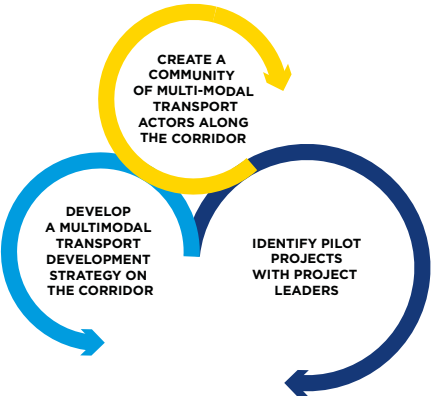 CREATE A
COMMUNITY
OF MULTI-MODAL
TRANSPORT
ACTORS ALONG
THE CORRIDOR
DEVELOP
A MULTIMODAL
TRANSPORT
DEVELOPMENT
STRATEGY ON
THE CORRIDOR
IDENTIFY PILOT
PROJECTS
WITH PROJECT
LEADERS